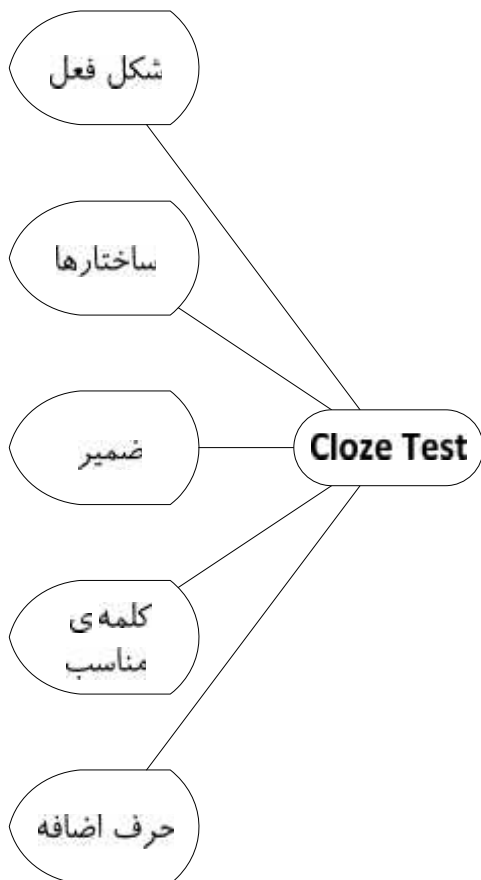 شکل فعل
ساختارها
ضمیر
Cloze Test
کلمه ی
مناسب
حرف اضافه